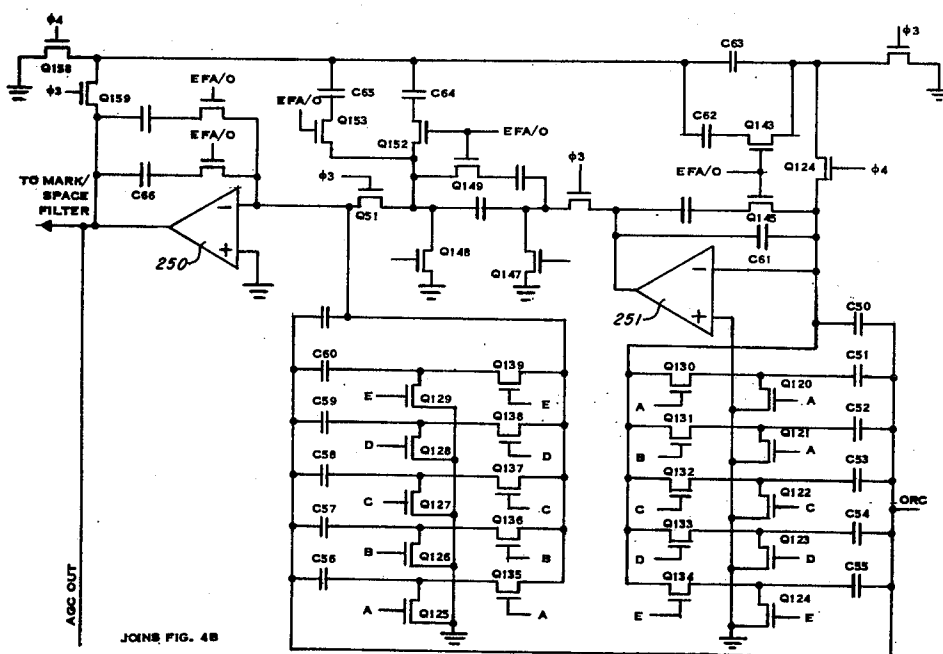 ϕ4
Q158
ϕ3
Q159
EFA/O
EFA/O
C66
TO MARK/
SPACE
FILTER
250
C65
C64
EFA/O
Q153
Q152
EFA/O
Q149
ϕ3
Q51
Q148
Q147
ϕ3
C63
C62
Q143
EFA/O
Q124
ϕ4
ϕ3
Q145
C61
251
C50
C60
Q139
E
Q129
E
C59
Q138
D
Q128
D
C58
Q137
C
Q127
C
C57
Q136
B
Q126
B
C56
Q135
A
Q125
A
Q130
A
Q120
A
C51
Q131
B
Q121
A
C52
Q132
C
Q122
C
C53
Q133
D
Q123
D
C54
Q134
E
Q124
E
C55
ORC
AGC OUT
JOINS FIG. 4B